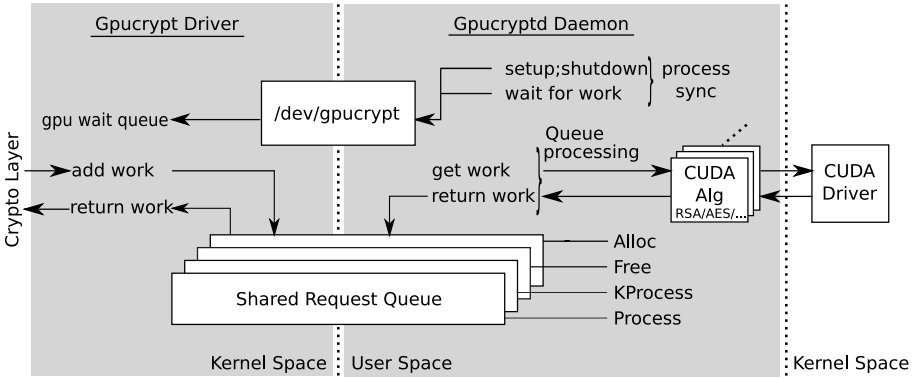 Gpucrypt Driver
Gpucryptd Daemon
setup;shutdown
wait for work
process
sync
/dev/gpucrypt
gpu wait queue
Queue
processing
Crypto Layer
add work
return work
get work
return work
CUDA
Alg
RSA/AES/...
CUDA
Driver
Alloc
Free
KProcess
Process
Shared Request Queue
Kernel Space
User Space
Kernel Space